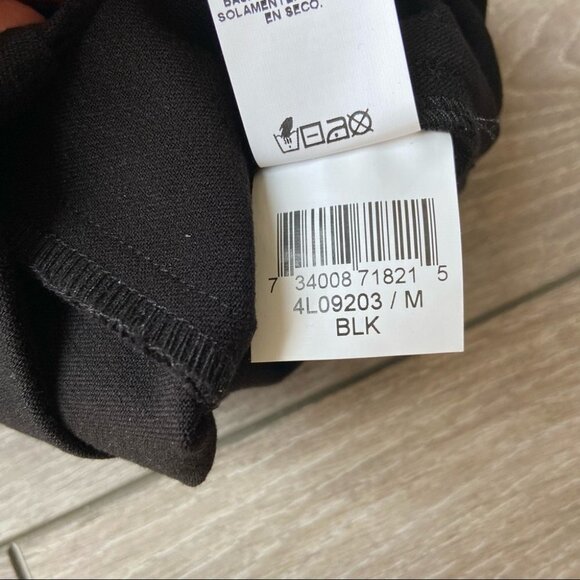 SOLAMENTE
EN SECO.
7 34008 71821 5
4L09203 / M
BLK